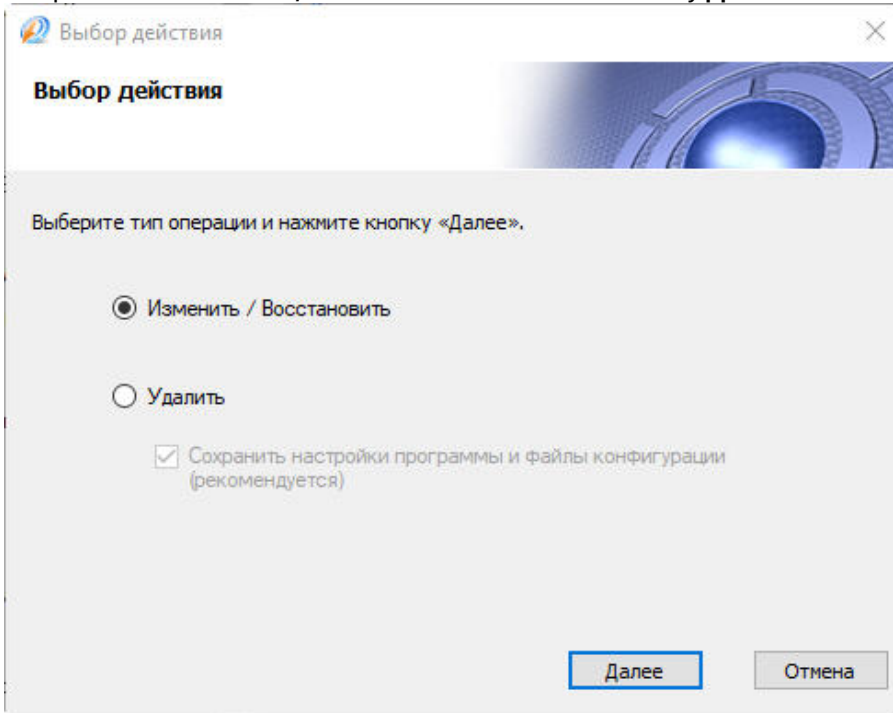 Выбор действия
Выбор действия
Выберите тип операции и нажмите кнопку «Далее».
Изменить / Восстановить
Удалить
Сохранить настройки программы и файлы конфигурации
(рекомендуется)
Далее
Отмена